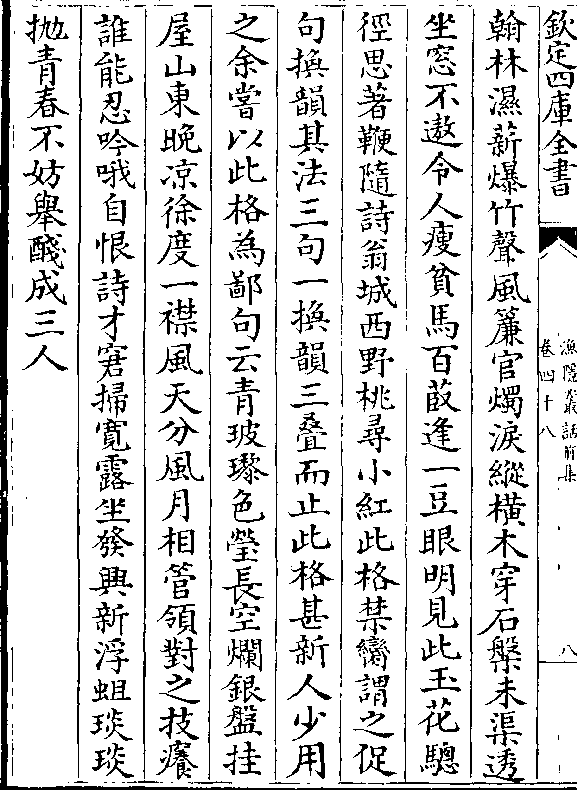 欽定四庫全書
漁隱叢話前集
卷四十八
八
翰林濕薪爆竹聲風簾官燭淚縱横木穿石槃未渠透
坐窓不遨令人瘦貧馬百䕲逢一豆眼明見此玉花驄
徑思著鞭隨詩翁城西野桃尋小紅此格禁臠謂之促
句換韻其法三句一換韻三疊而止此格甚新人少用
之余嘗以此格為鄙句云青玻瓈色瑩長空爛銀盤挂
屋山東晚凉徐度一襟風天分風月相管領對之技癢
誰能忍吟哦自恨詩才窘掃寛露坐發興新浮蛆琰琰
抛青春不妨舉醆成三人